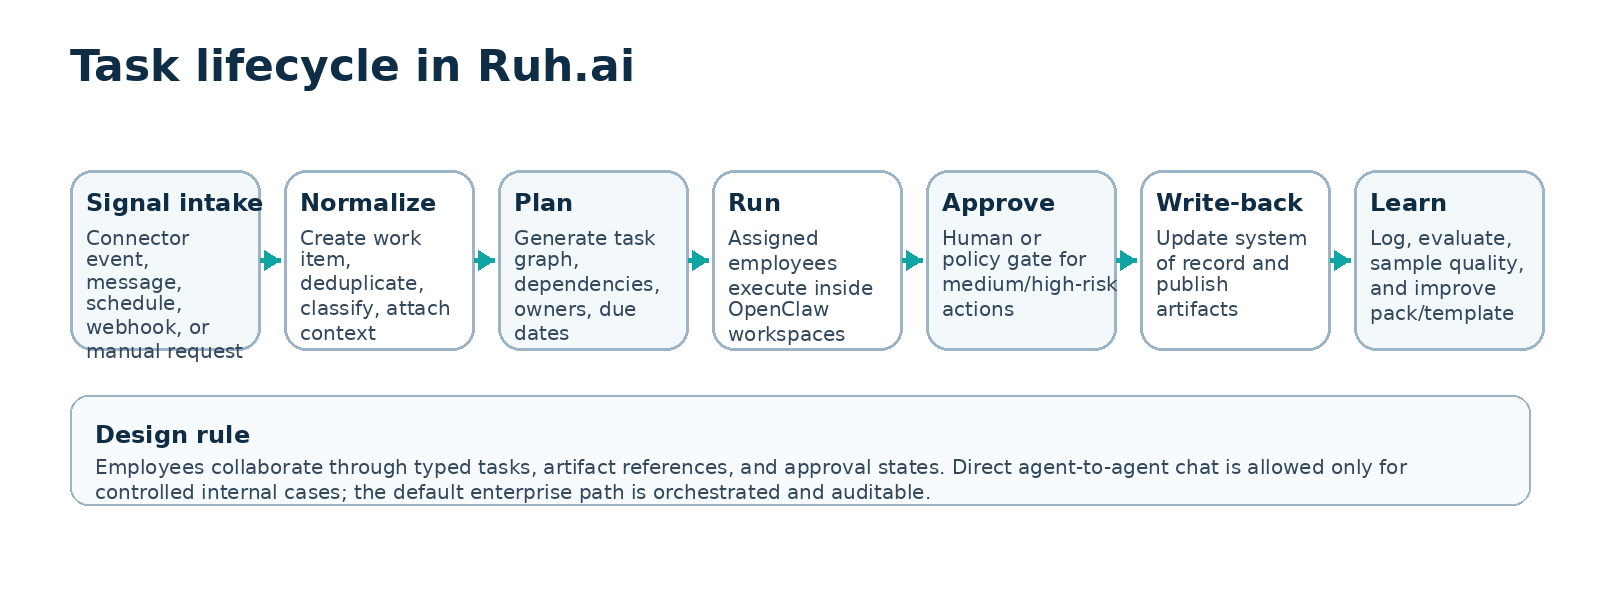 Task lifecycle in Ruh.ai
Signal intake
Connector
event,
message,
schedule,
webhook, or
manual request
Normalize
Create work
item,
deduplicate,
classify, attach
context
Plan
Generate task
graph,
dependencies,
owners, due
dates
Run
Assigned
employees
execute inside
OpenClaw
workspaces
Approve
Human or
policy gate for
medium/high-risk
actions
Write-back
Update system
of record and
publish
artifacts
Learn
Log, evaluate,
sample quality,
and improve
pack/template
Design rule
Employees collaborate through typed tasks, artifact references, and approval states. Direct agent-to-agent chat is allowed only for
controlled internal cases; the default enterprise path is orchestrated and auditable.